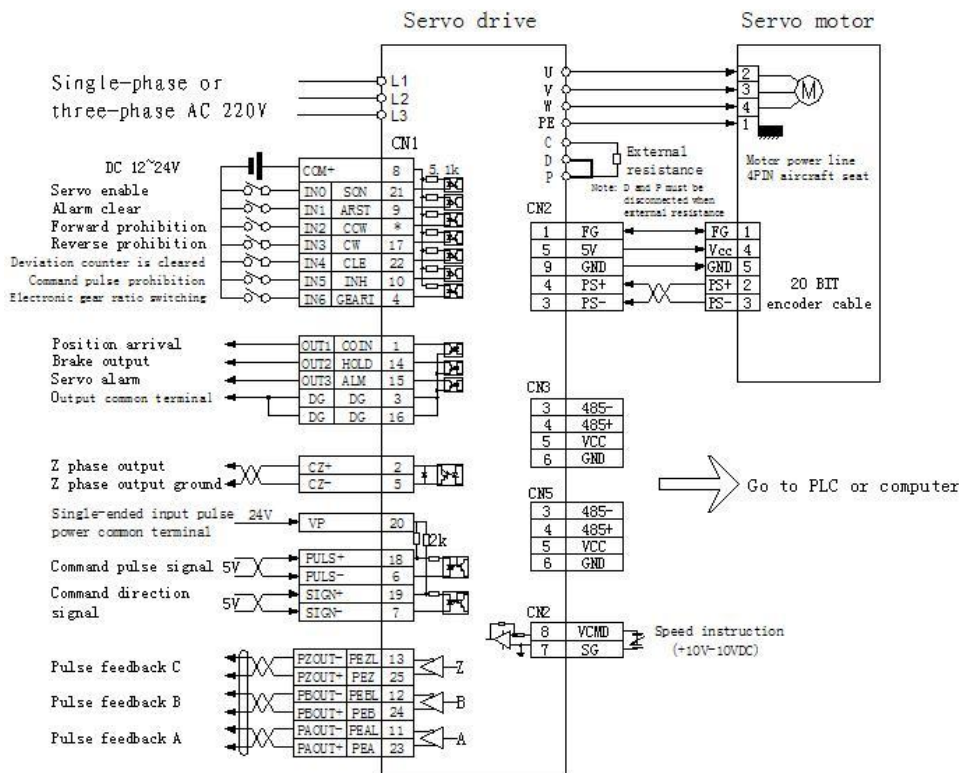 Servo drive
Servo motor
Single-phase or
three-phase AC 220V
L1
L2
L3
CN1
DC 12~24V
COM+ 8 5.1k
Servo enable IN0 SON 21
Alarm clear IN1 ARST 9
Forward prohibition IN2 CCW *
Reverse prohibition IN3 CW 17
Deviation counter is cleared IN4 CLE 22
Command pulse prohibition IN5 INH 10
Electronic gear ratio switching IN6 GEARI 4
Position arrival OUT1 COIN 1
Brake output OUT2 HOLD 14
Servo alarm OUT3 ALM 15
Output common terminal DG DG 3
DG DG 16
Z phase output CZ+ 2
Z phase output ground CZ- 5
Single-ended input pulse
power common terminal
24V VP 20
2k
Command pulse signal 5V
PULS+ 18
PULS- 6
Command direction
signal
5V
SIGN+ 19
SIGN- 7
Pulse feedback C
PZOUT- PEZL 13
PZOUT+ PEZ 25
Z
Pulse feedback B
PBOUT- PEBL 12
PBOUT+ PEB 24
B
Pulse feedback A
PAOUT- PEAL 11
PAOUT+ PEA 23
A
U 2
V 3
W 4
PE 1
M
C
D
P
External
resistance
Note: D and P must be
disconnected when
external resistance
Motor power line
4PIN aircraft seat
CN2
1 FG FG 1
5 5V Vcc 4
9 GND GND 5
4 PS+ PS+ 2
3 PS- PS- 3
20 BIT
encoder cable
CN3
3 485-
4 485+
5 VCC
6 GND
CN5
3 485-
4 485+
5 VCC
6 GND
Go to PLC or computer
CN2
8 VCMD
7 SG
Speed instruction
(+10V-10VDC)